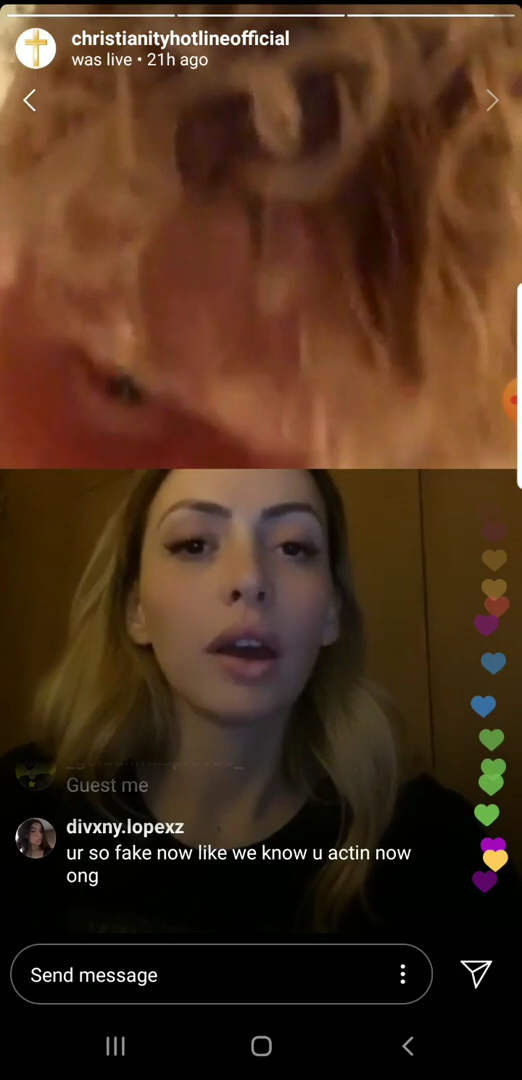 christianityhotlineofficial
was live • 21h ago
Guest me
divxny.lopexz
ur so fake now like we know u actin now
ong
Send message